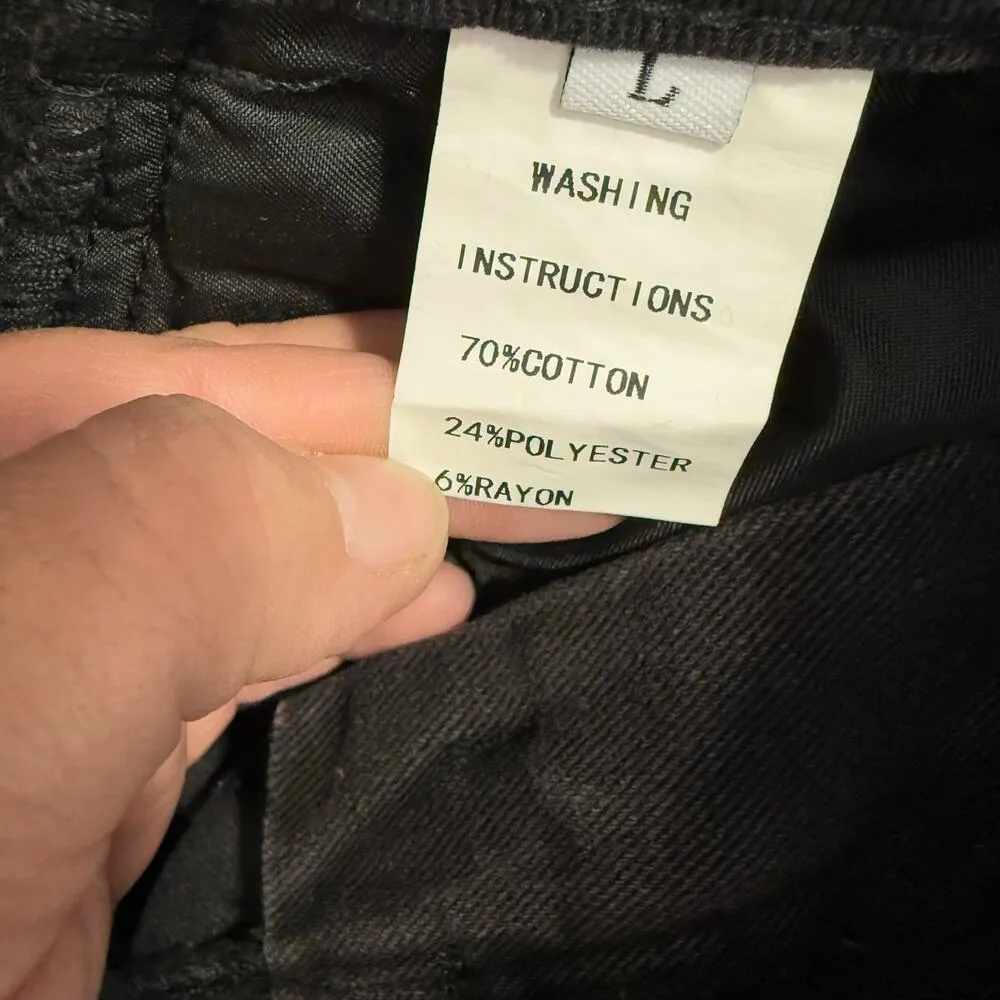 L
WASHING
INSTRUCTIONS
70%COTTON
24%POLYESTER
6%RAYON